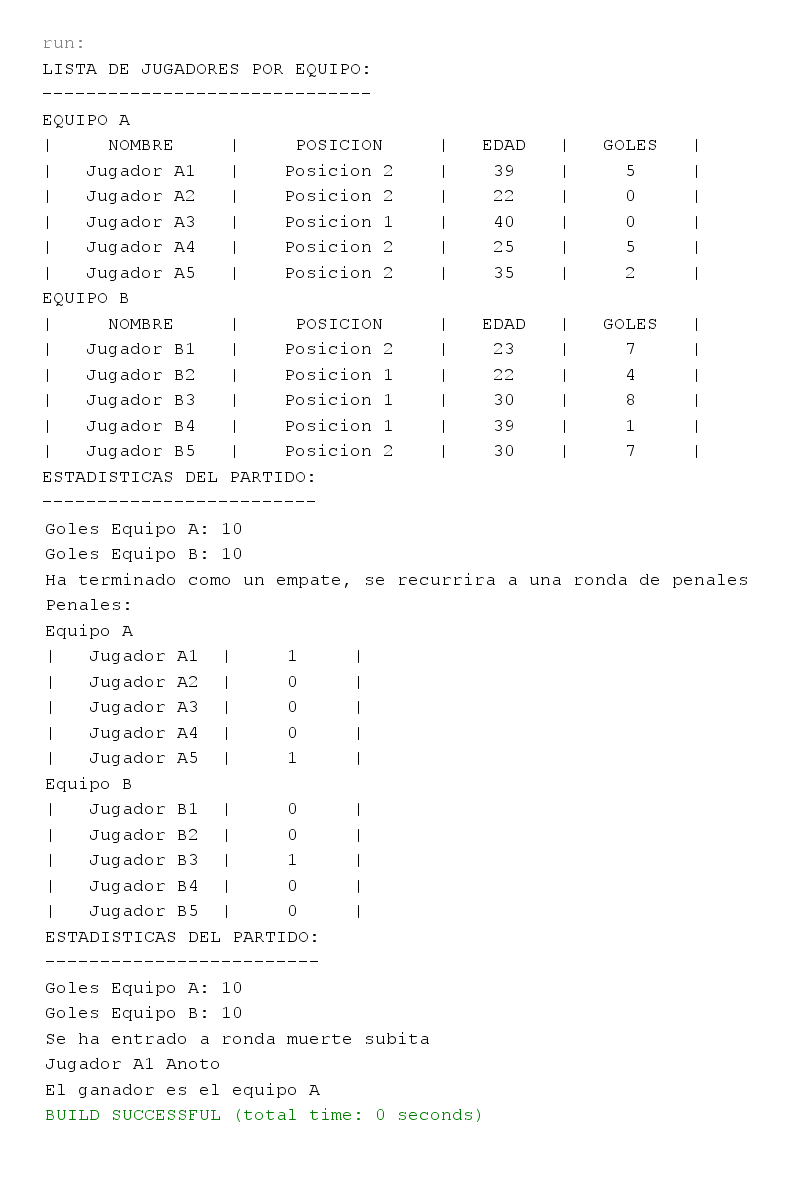 run:
LISTA DE JUGADORES POR EQUIPO:
------------------------------
EQUIPO A
| NOMBRE | POSICION | EDAD | GOLES |
| Jugador A1 | Posicion 2 | 39 | 5 |
| Jugador A2 | Posicion 2 | 22 | 0 |
| Jugador A3 | Posicion 1 | 40 | 0 |
| Jugador A4 | Posicion 2 | 25 | 5 |
| Jugador A5 | Posicion 2 | 35 | 2 |
EQUIPO B
| NOMBRE | POSICION | EDAD | GOLES |
| Jugador B1 | Posicion 2 | 23 | 7 |
| Jugador B2 | Posicion 1 | 22 | 4 |
| Jugador B3 | Posicion 1 | 30 | 8 |
| Jugador B4 | Posicion 1 | 39 | 1 |
| Jugador B5 | Posicion 2 | 30 | 7 |
ESTADISTICAS DEL PARTIDO:
-------------------------
Goles Equipo A: 10
Goles Equipo B: 10
Ha terminado como un empate, se recurrira a una ronda de penales
Penales:
Equipo A
| Jugador A1 | 1 |
| Jugador A2 | 0 |
| Jugador A3 | 0 |
| Jugador A4 | 0 |
| Jugador A5 | 1 |
Equipo B
| Jugador B1 | 0 |
| Jugador B2 | 0 |
| Jugador B3 | 1 |
| Jugador B4 | 0 |
| Jugador B5 | 0 |
ESTADISTICAS DEL PARTIDO:
-------------------------
Goles Equipo A: 10
Goles Equipo B: 10
Se ha entrado a ronda muerte subita
Jugador A1 Anoto
El ganador es el equipo A
BUILD SUCCESSFUL (total time: 0 seconds)